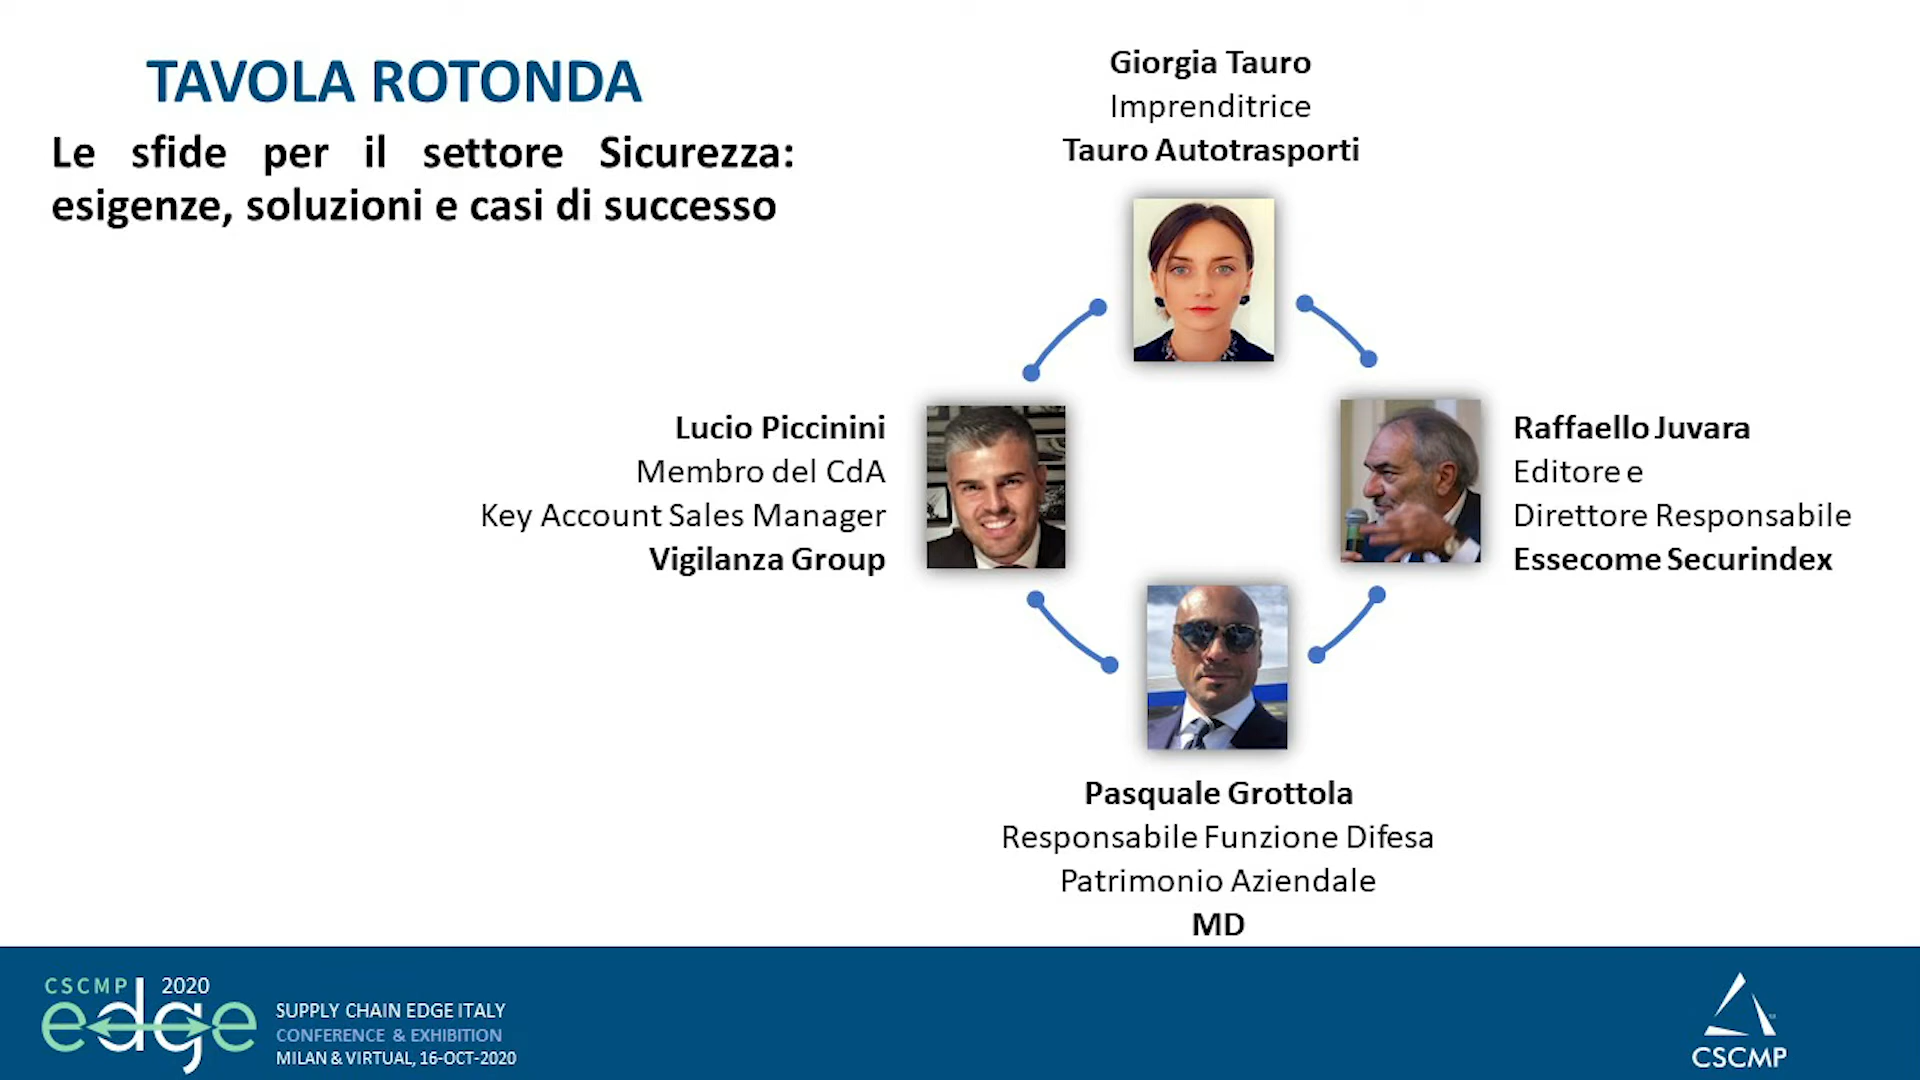 TAVOLA ROTONDA
Le sfide per il settore Sicurezza:
esigenze, soluzioni e casi di successo
Giorgia Tauro
Imprenditrice
Tauro Autotrasporti
Lucio Piccinini
Membro del CdA
Key Account Sales Manager
Vigilanza Group
Raffaello Juvara
Editore e
Direttore Responsabile
Essecome Securindex
Pasquale Grottola
Responsabile Funzione Difesa
Patrimonio Aziendale
MD
CSCMP 2020
edge
SUPPLY CHAIN EDGE ITALY
CONFERENCE & EXHIBITION
MILAN & VIRTUAL, 16-OCT-2020
CSCMP